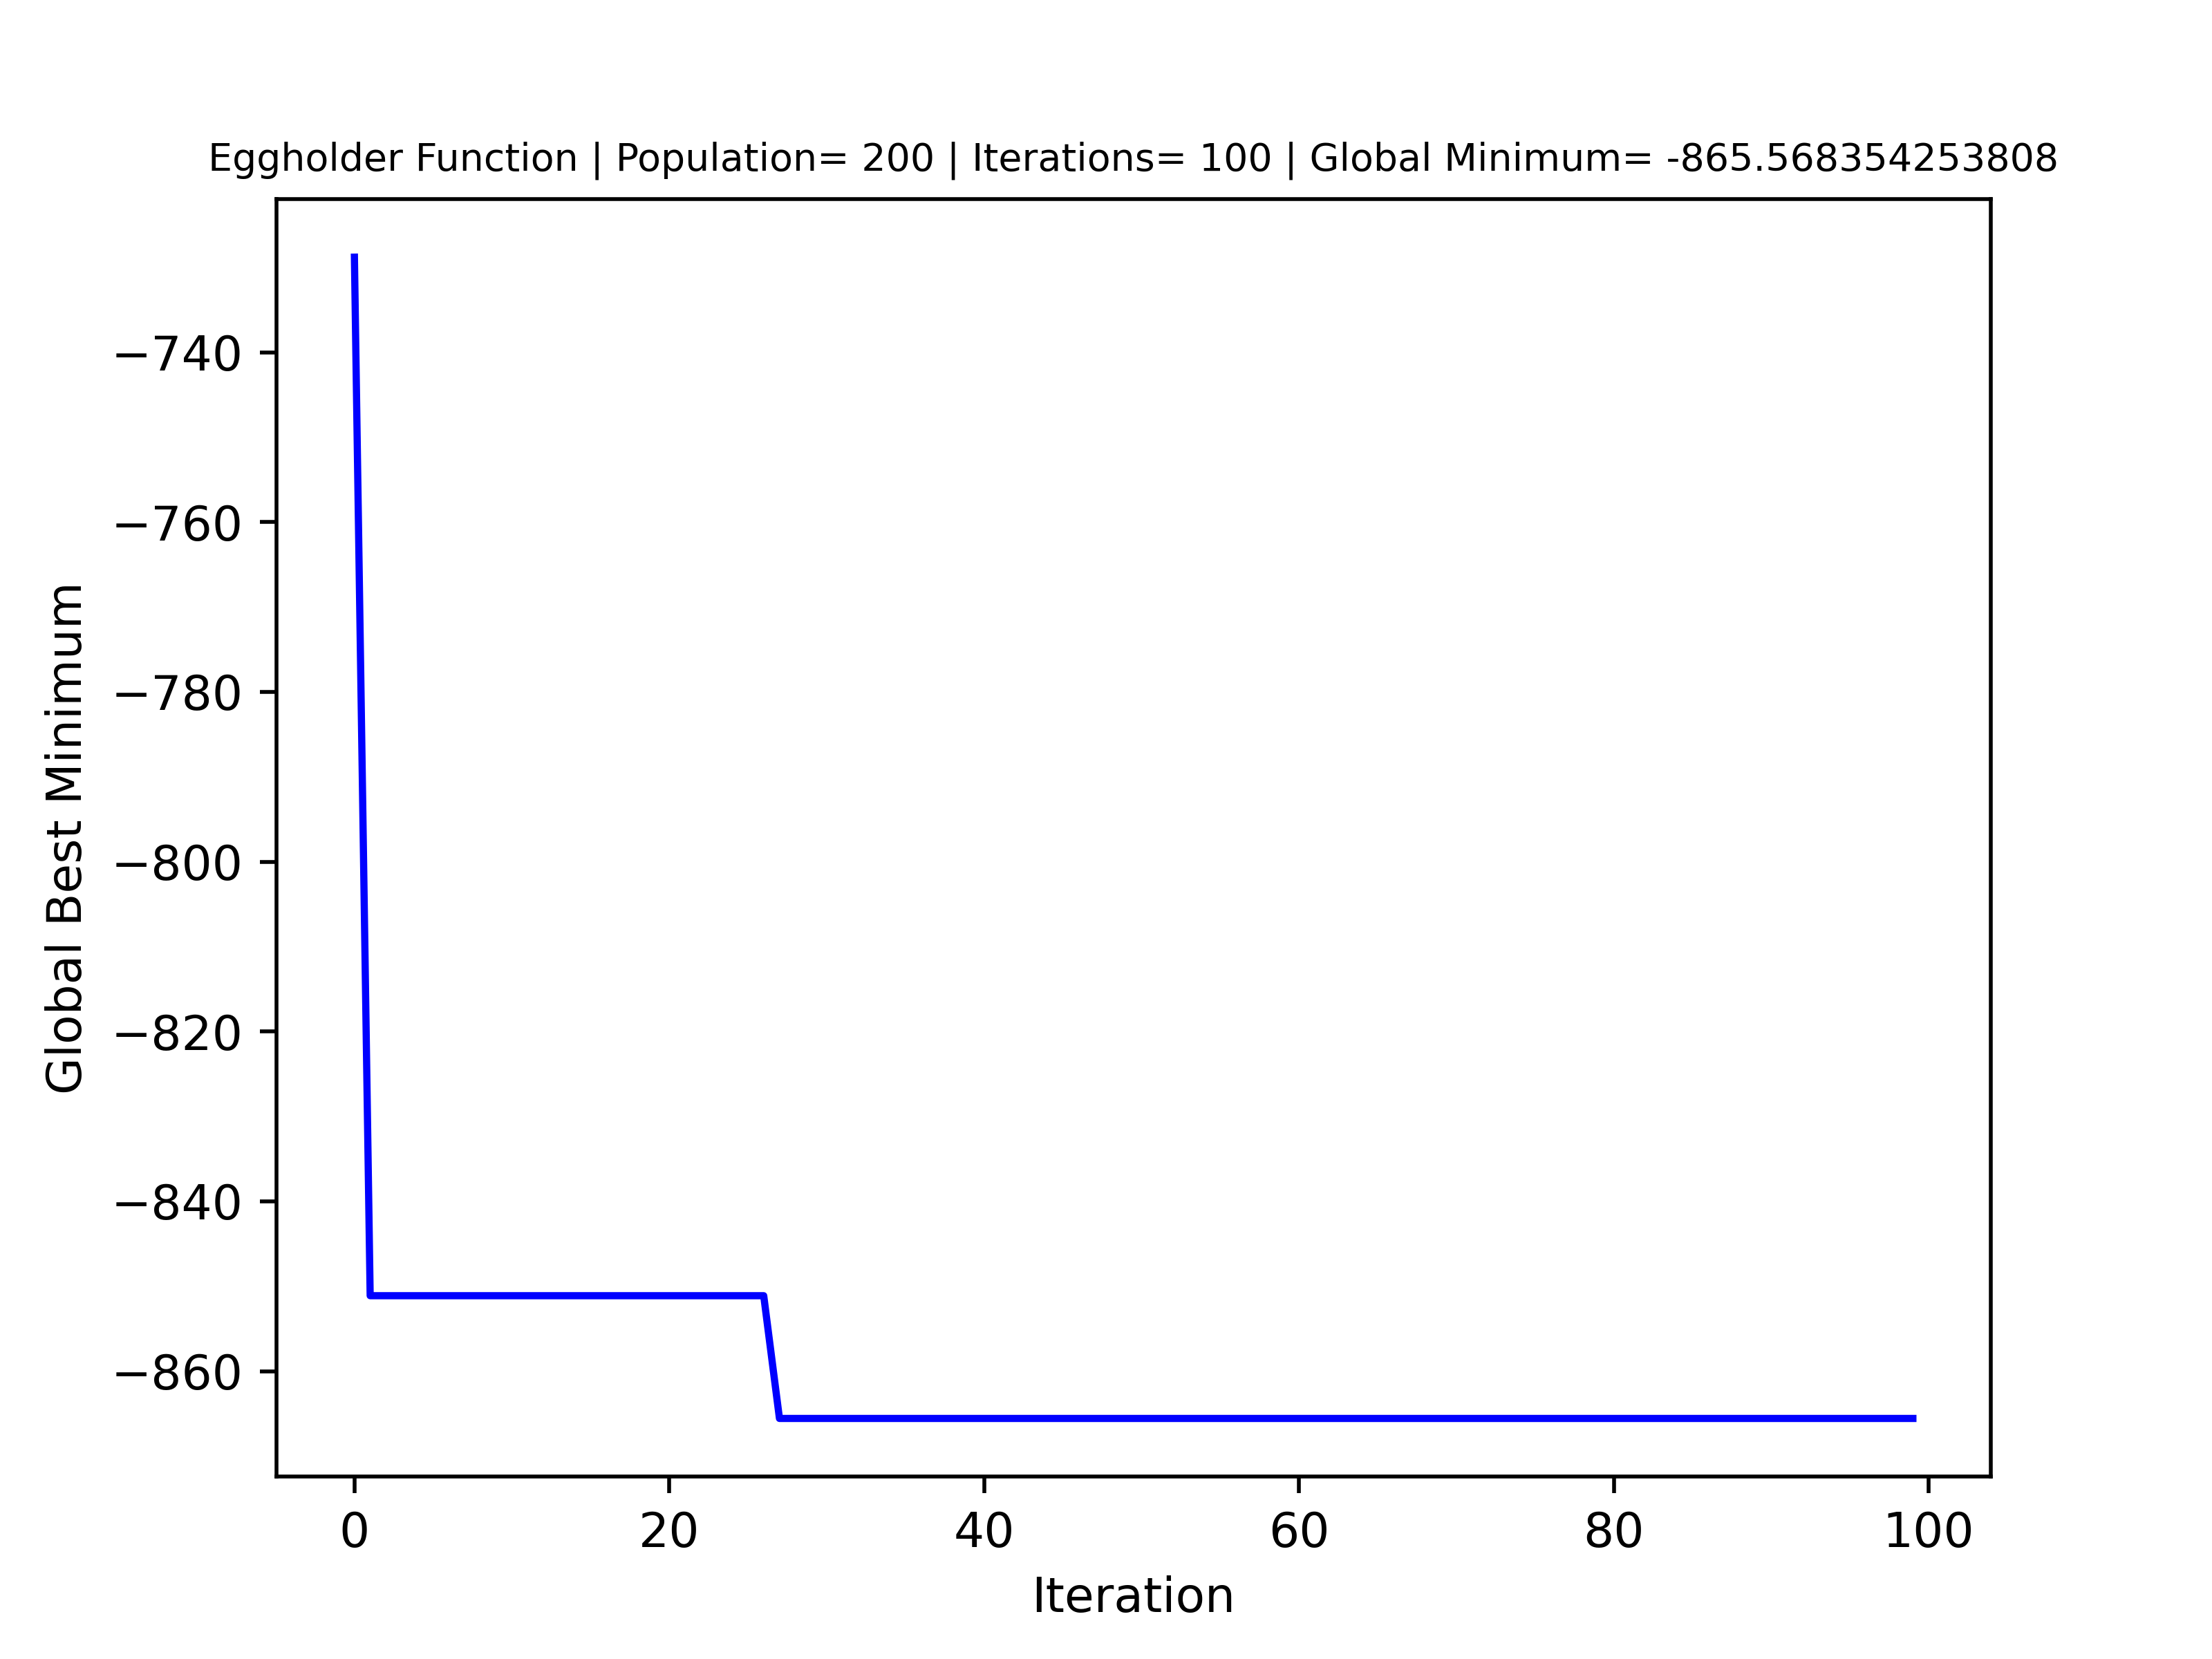 Eggholder Function | Population= 200 | Iterations= 100 | Global Minimum= -865.568354253808
Global Best Minimum
−740
−760
−780
−800
−820
−840
−860
0 20 40 60 80 100
Iteration